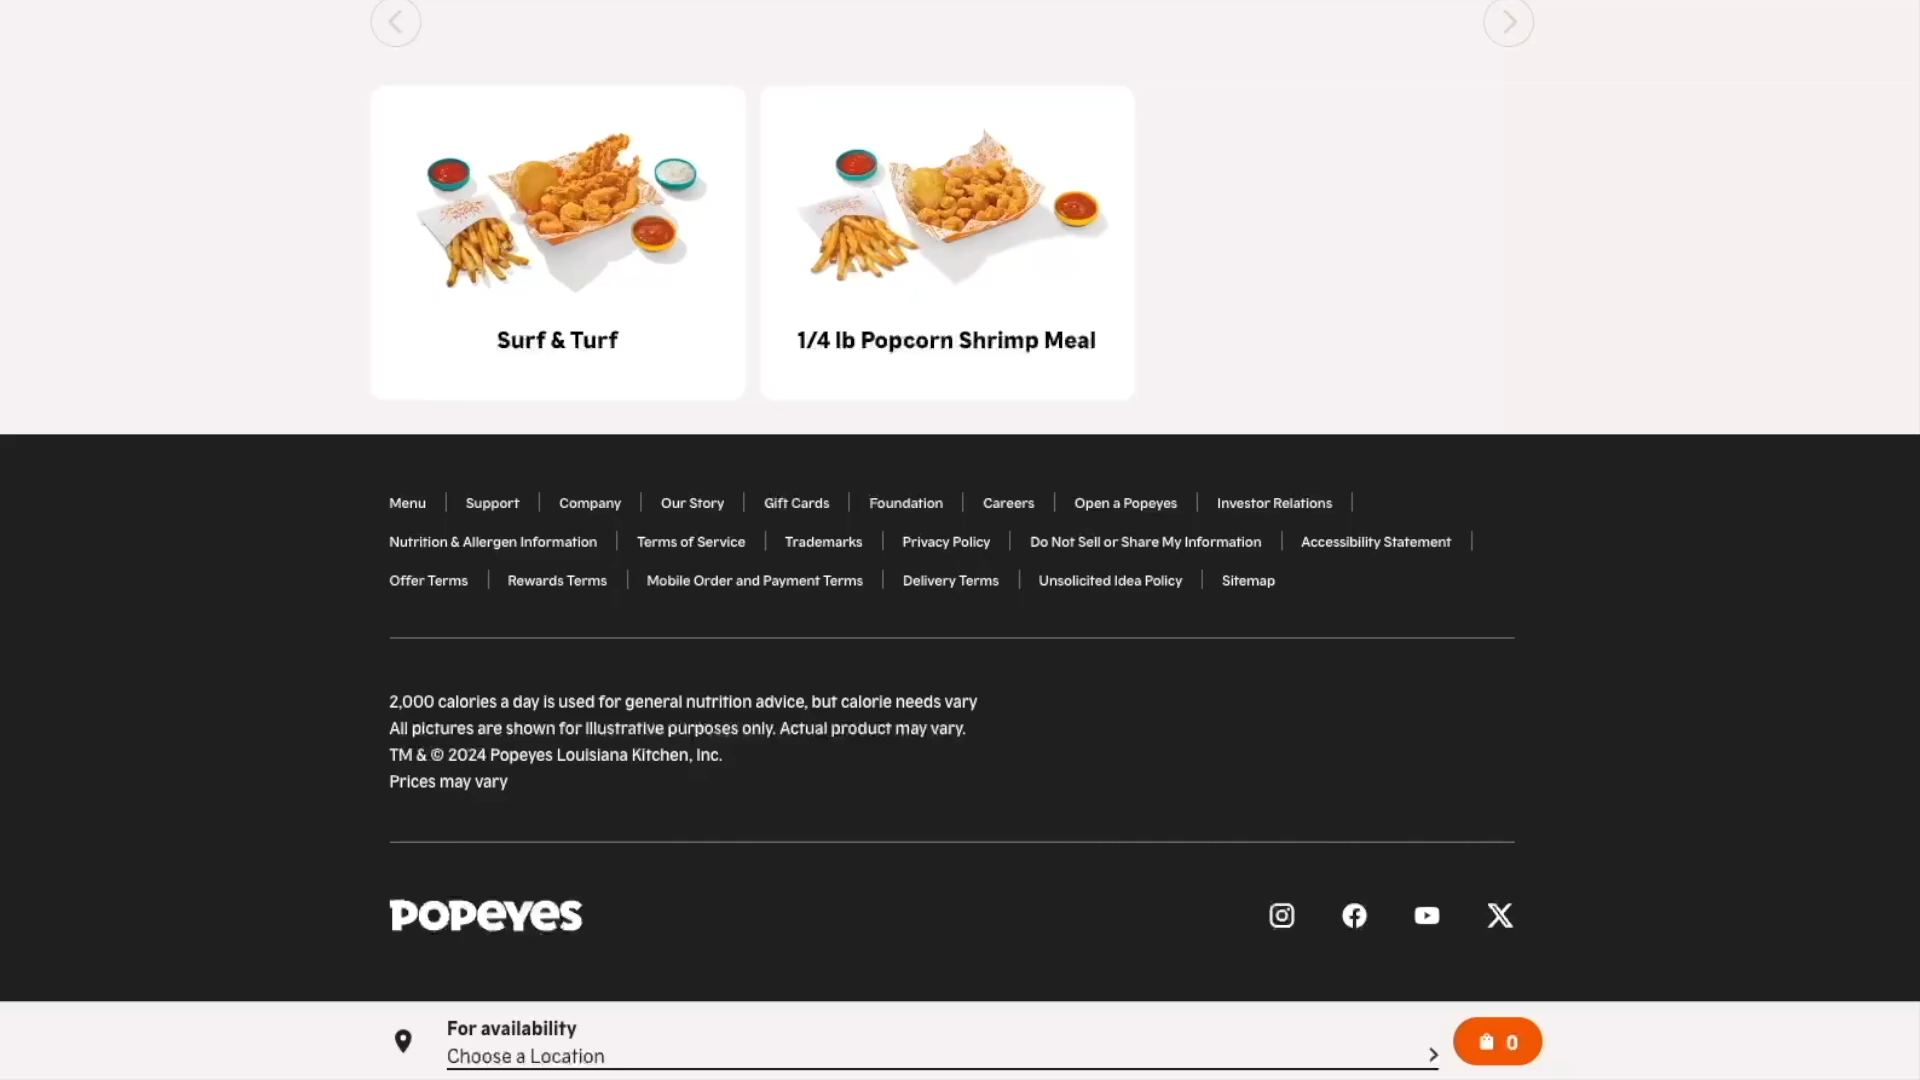 Surf & Turf
1/4 lb Popcorn Shrimp Meal
Menu
Support
Company
Our Story
Gift Cards
Foundation
Careers
Open a Popeyes
Investor Relations
Nutrition & Allergen Information
Terms of Service
Trademarks
Privacy Policy
Do Not Sell or Share My Information
Accessibility Statement
Offer Terms
Rewards Terms
Mobile Order and Payment Terms
Delivery Terms
Unsolicited Idea Policy
Sitemap
2,000 calories a day is used for general nutrition advice, but calorie needs vary
All pictures are shown for Illustrative purposes only. Actual product may vary.
TM & © 2024 Popeyes Louisiana Kitchen, Inc.
Prices may vary
POPEYES
For availability
Choose a Location
0